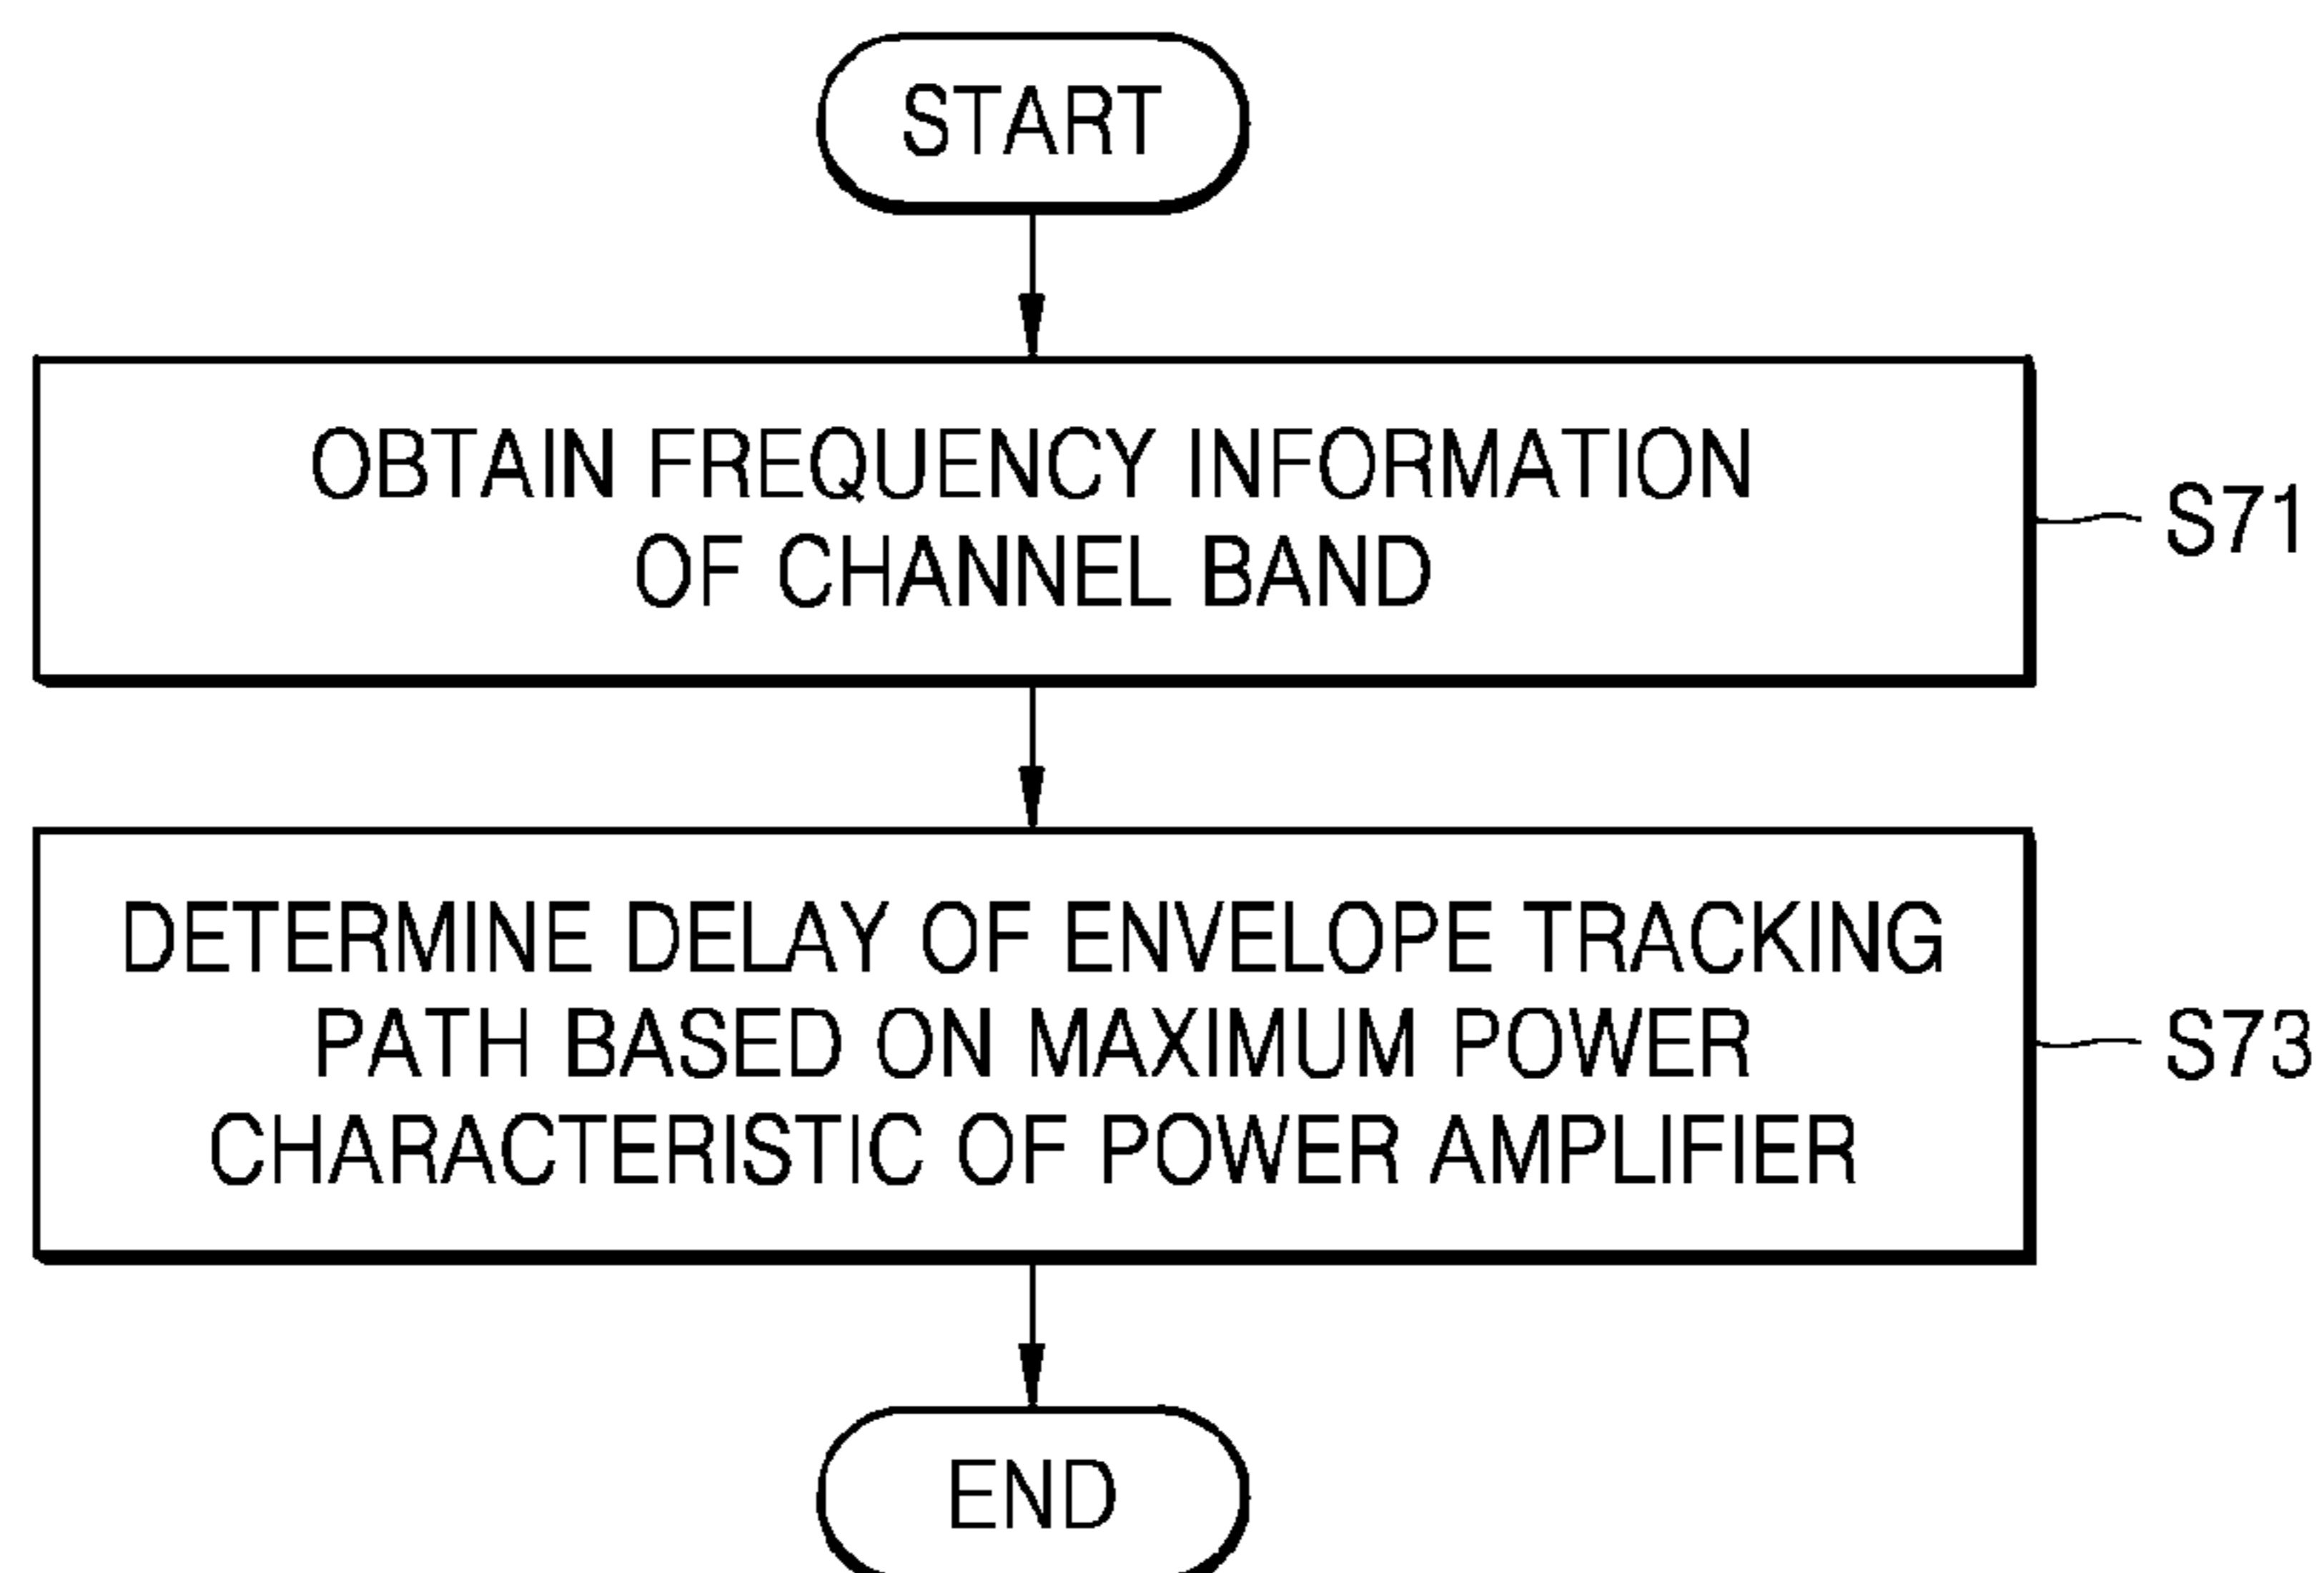 START
OBTAIN FREQUENCY INFORMATION
OF CHANNEL BAND
S71
DETERMINE DELAY OF ENVELOPE TRACKING
PATH BASED ON MAXIMUM POWER
CHARACTERISTIC OF POWER AMPLIFIER
S73
END